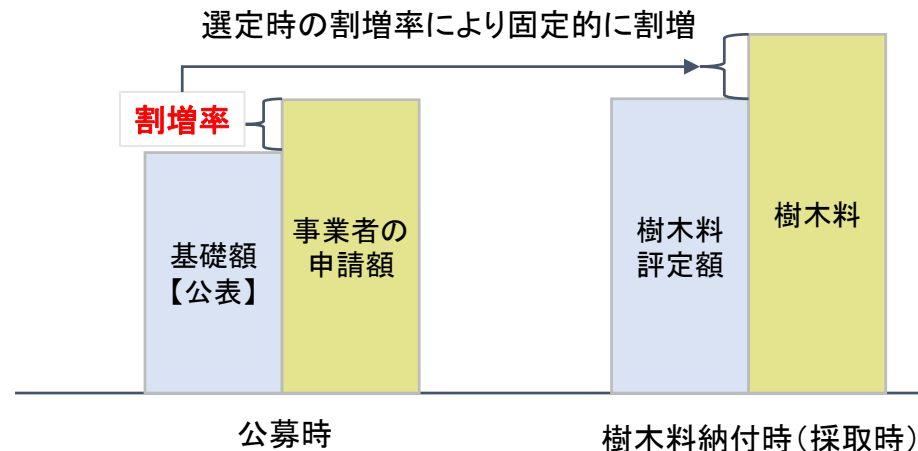 選定時の割増率により固定的に割増
割増率
基礎額
【公表】
事業者の
申請額
樹木料
評定額
樹木料
公募時
樹木料納付時(採取時)